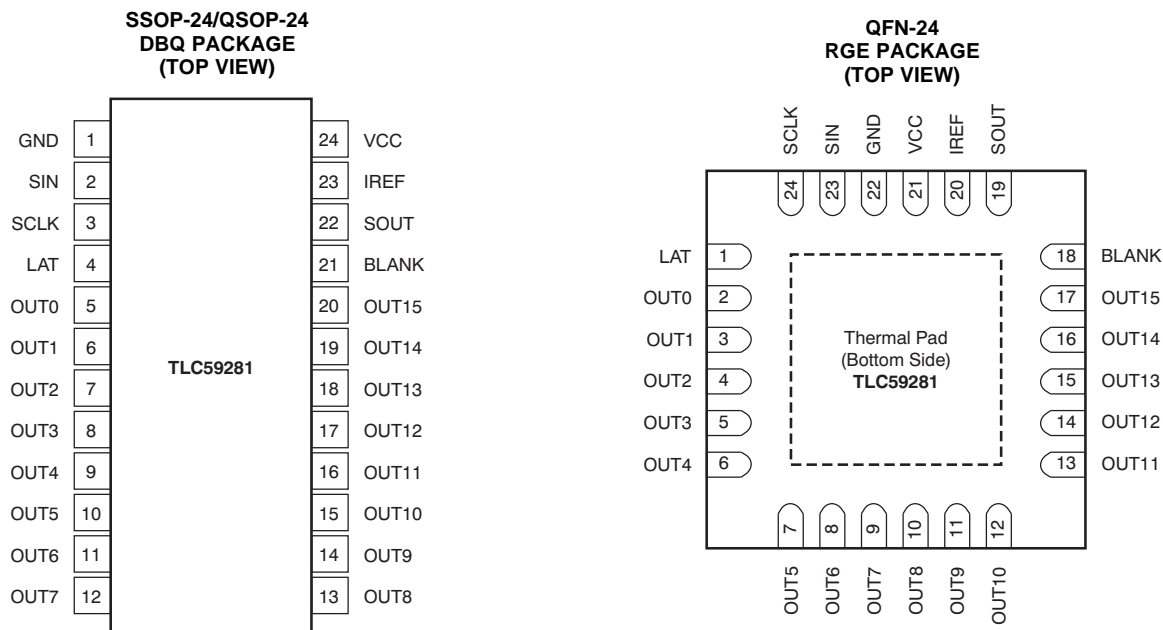 SSOP-24/QSOP-24
DBQ PACKAGE
(TOP VIEW)
GND 1
SIN 2
SCLK 3
LAT 4
OUT0 5
OUT1 6
OUT2 7
OUT3 8
OUT4 9
OUT5 10
OUT6 11
OUT7 12
TLC59281
24 VCC
23 IREF
22 SOUT
21 BLANK
20 OUT15
19 OUT14
18 OUT13
17 OUT12
16 OUT11
15 OUT10
14 OUT9
13 OUT8
QFN-24
RGE PACKAGE
(TOP VIEW)
SCLK SIN GND VCC IREF SOUT
24 23 22 21 20 19
LAT 1
OUT0 2
OUT1 3
OUT2 4
OUT3 5
OUT4 6
Thermal Pad
(Bottom Side)
TLC59281
18 BLANK
17 OUT15
16 OUT14
15 OUT13
14 OUT12
13 OUT11
7 8 9 10 11 12
OUT5 OUT6 OUT7 OUT8 OUT9 OUT10